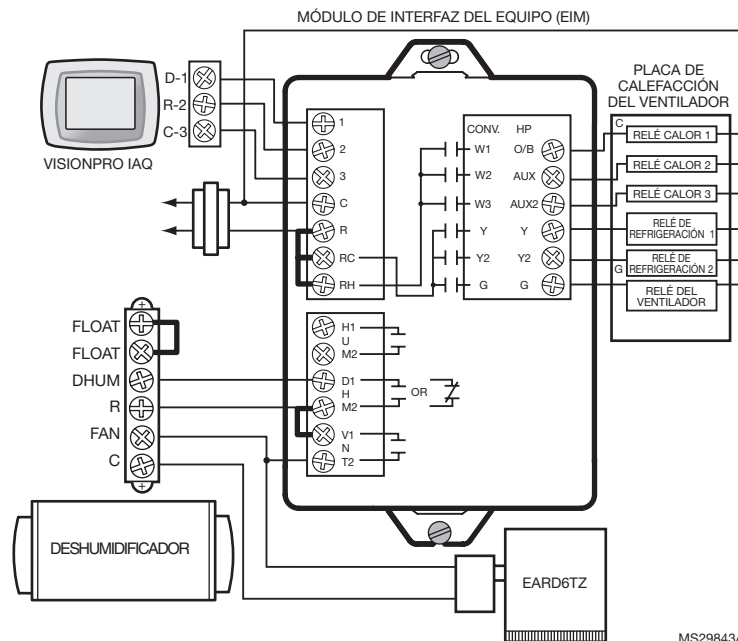 MÓDULO DE INTERFAZ DEL EQUIPO (EIM)
D-1
R-2
C-3
VISIONPRO IAQ
1
2
3
C
R
RC
RH
CONV.
HP
W1
O/B
W2
AUX
W3
AUX2
Y
Y
Y2
Y2
G
G
PLACA DE
CALEFACCIÓN
DEL VENTILADOR
C
RELÉ CALOR 1
RELÉ CALOR 2
RELÉ CALOR 3
RELÉ DE
REFRIGERACIÓN 1
RELÉ DE
REFRIGERACIÓN 2
G
RELÉ DEL
VENTILADOR
FLOAT
FLOAT
DHUM
R
FAN
C
H1
U
M2
D1
H
M2
V1
N
T2
OR
DESHUMIDIFICADOR
EARD6TZ
MS29843A